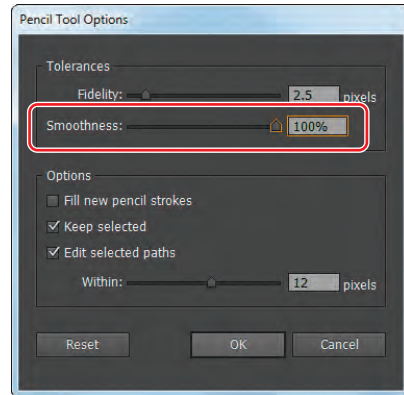 Pencil Tool Options
Tolerances
Fidelity: 2.5 pixels
Smoothness: 100%
Options
Fill new pencil strokes
Keep selected
Edit selected paths
Within: 12 pixels
Reset OK Cancel